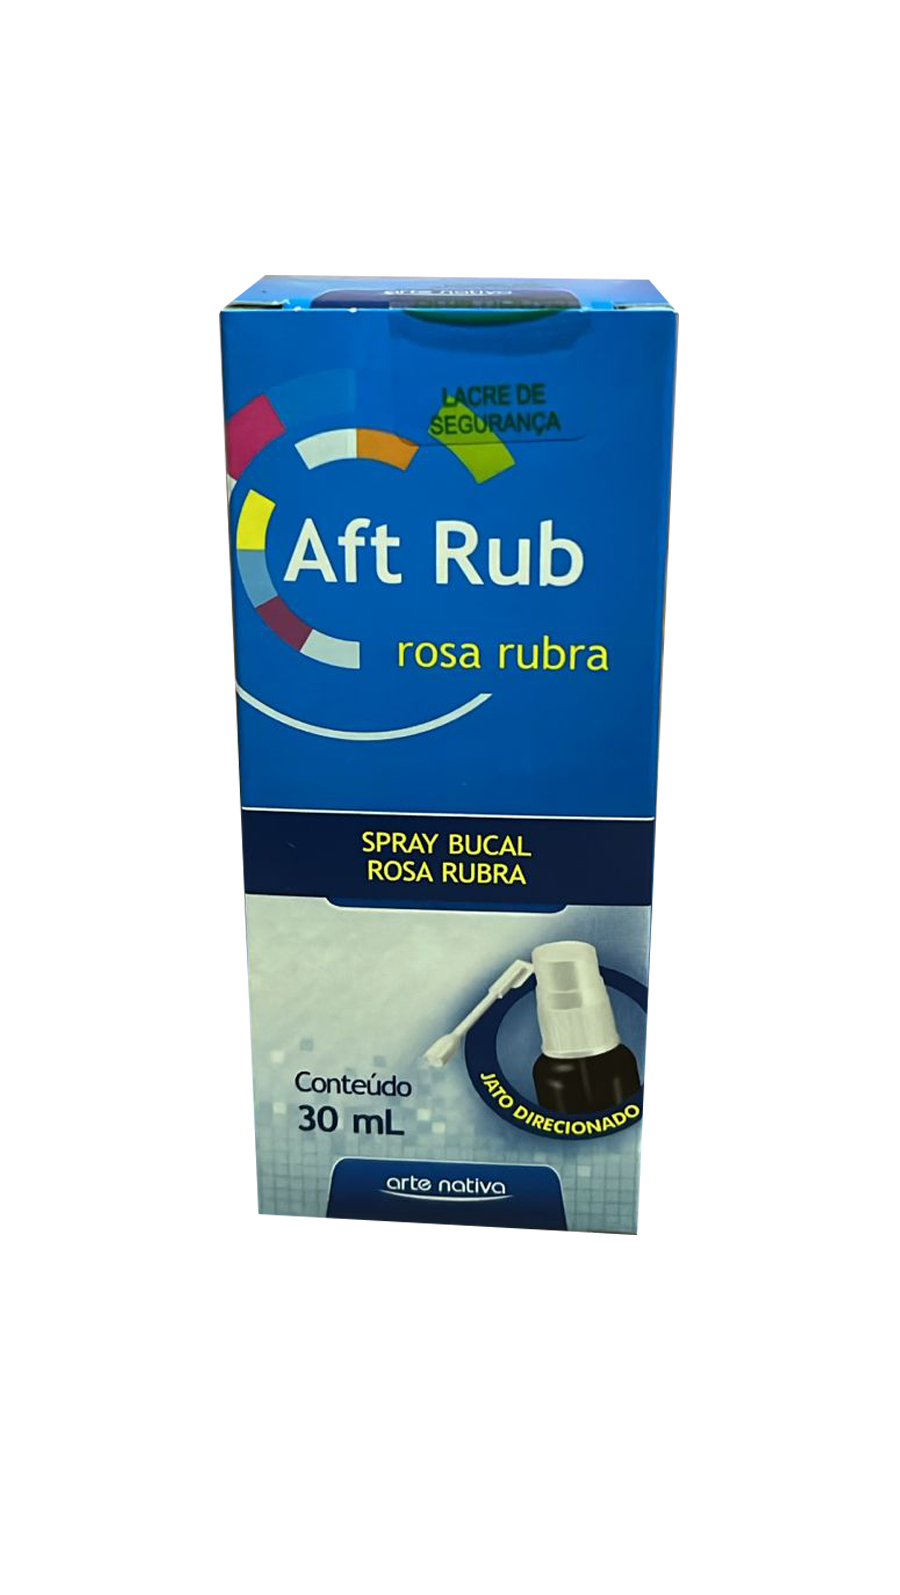 LACRE DE
SEGURANÇA
Aft Rub
rosa rubra
SPRAY BUCAL
ROSA RUBRA
JATO DIRECIONADO
Conteúdo
30 mL
arte nativa